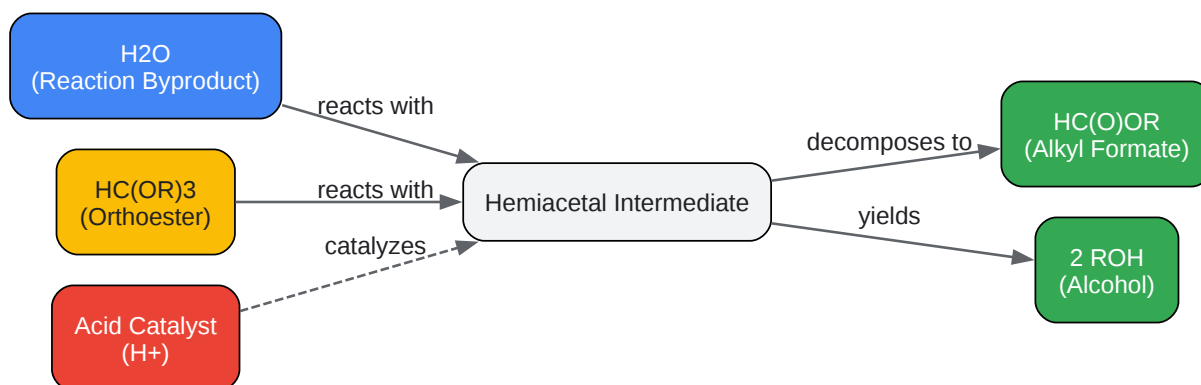 H2O
(Reaction Byproduct)
reacts with
HC(OR)3
(Orthoester)
reacts with
catalyzes
Acid Catalyst
(H+)
Hemiacetal Intermediate
decomposes to
yields
HC(O)OR
(Alkyl Formate)
2 ROH
(Alcohol)